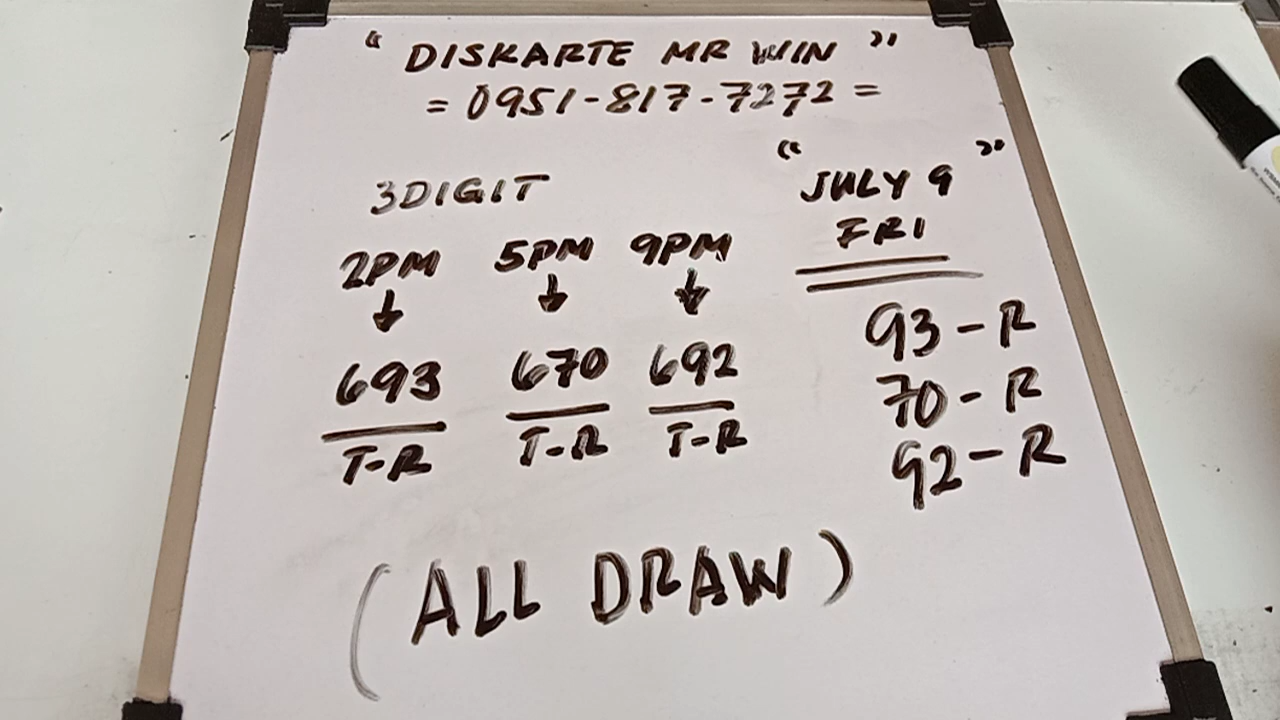 " DISKARTE MR WIN "
= 0951-817-7272 =
3DIGIT
2PM 5PM 9PM
693 670 692
T-R T-R T-R
" JULY 9 "
FRI
93-R
70-R
92-R
(ALL DRAW)